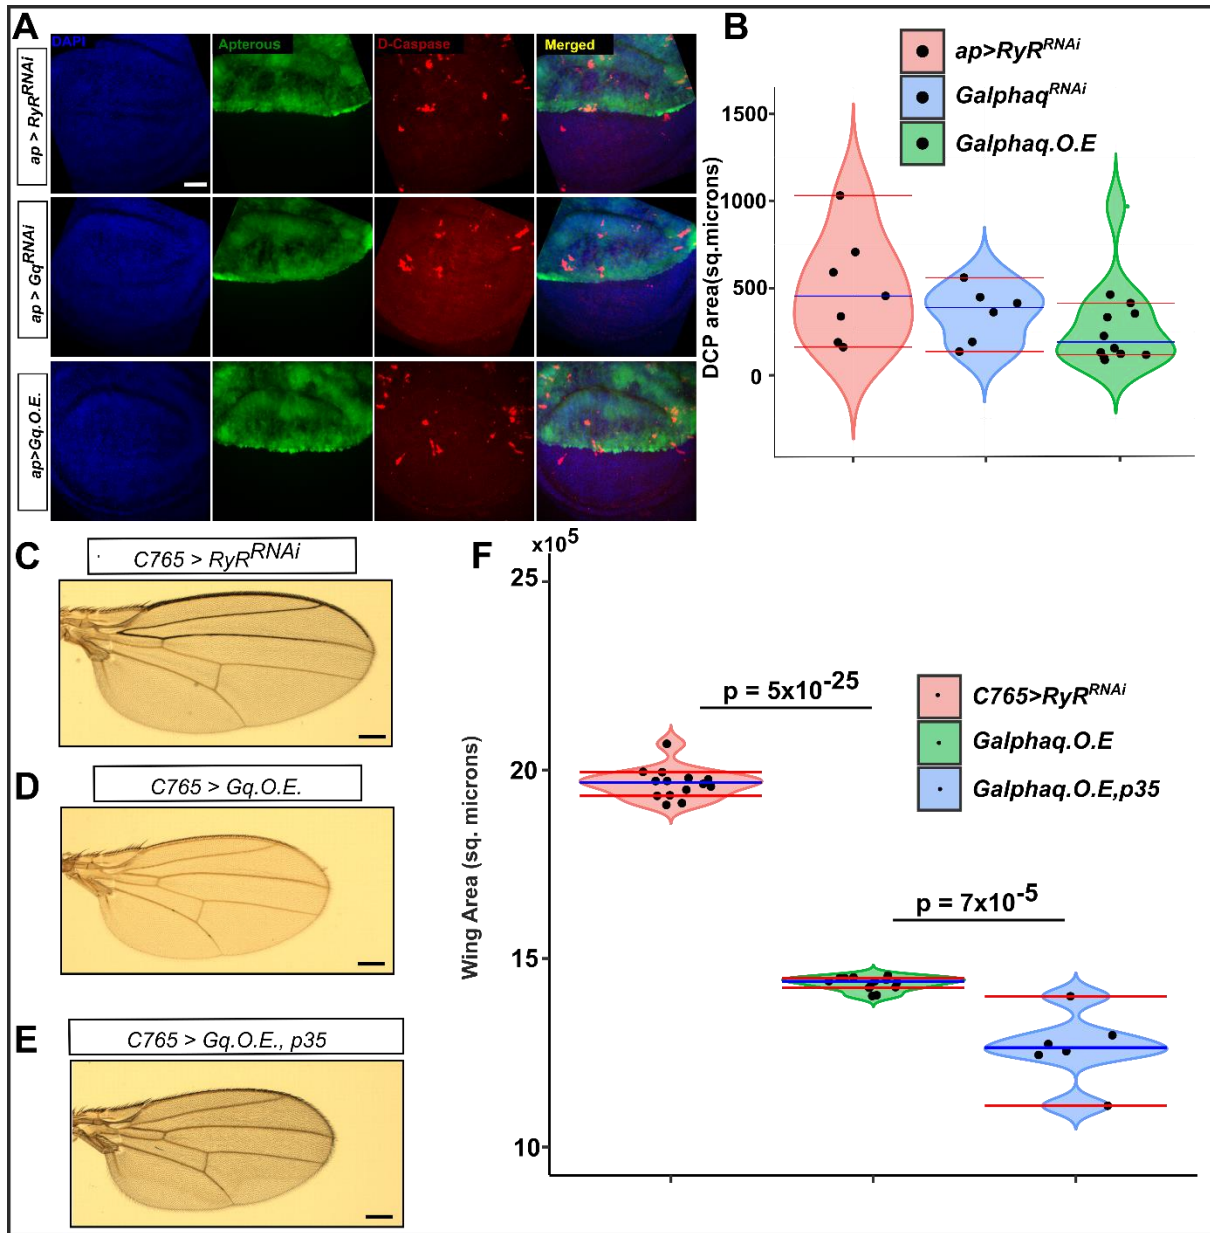 A
DAPI
Apterous
D-Caspase
Merged
ap > RyR^RNAi
ap > Gq^RNAi
ap>Gq.O.E.
B
ap>RyR^RNAi
Galphaq^RNAi
Galphaq.O.E
DCP area(sq.microns)
1500
1000
500
0
C
C765 > RyR^RNAi
D
C765 > Gq.O.E.
E
C765 > Gq.O.E., p35
F
x10^5
25
20
15
10
Wing Area (sq. microns)
p = 5x10^-25
p = 7x10^-5
C765>RyR^RNAi
Galphaq.O.E
Galphaq.O.E,p35